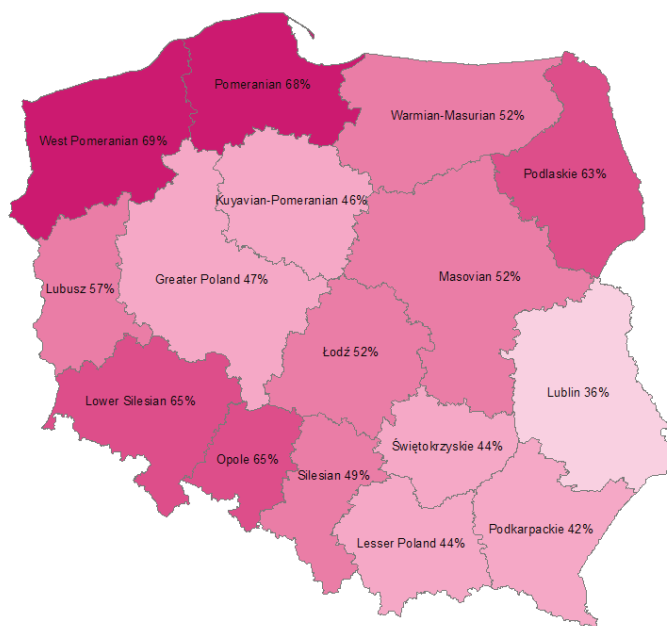 Pomeranian 68%
Warmian-Masurian 52%
West Pomeranian 69%
Podlaskie 63%
Kuyavian-Pomeranian 46%
Masovian 52%
Greater Poland 47%
Lubusz 57%
Łodź 52%
Lublin 36%
Lower Silesian 65%
Świętokrzyskie 44%
Opole 65%
Silesian 49%
Podkarpackie 42%
Lesser Poland 44%